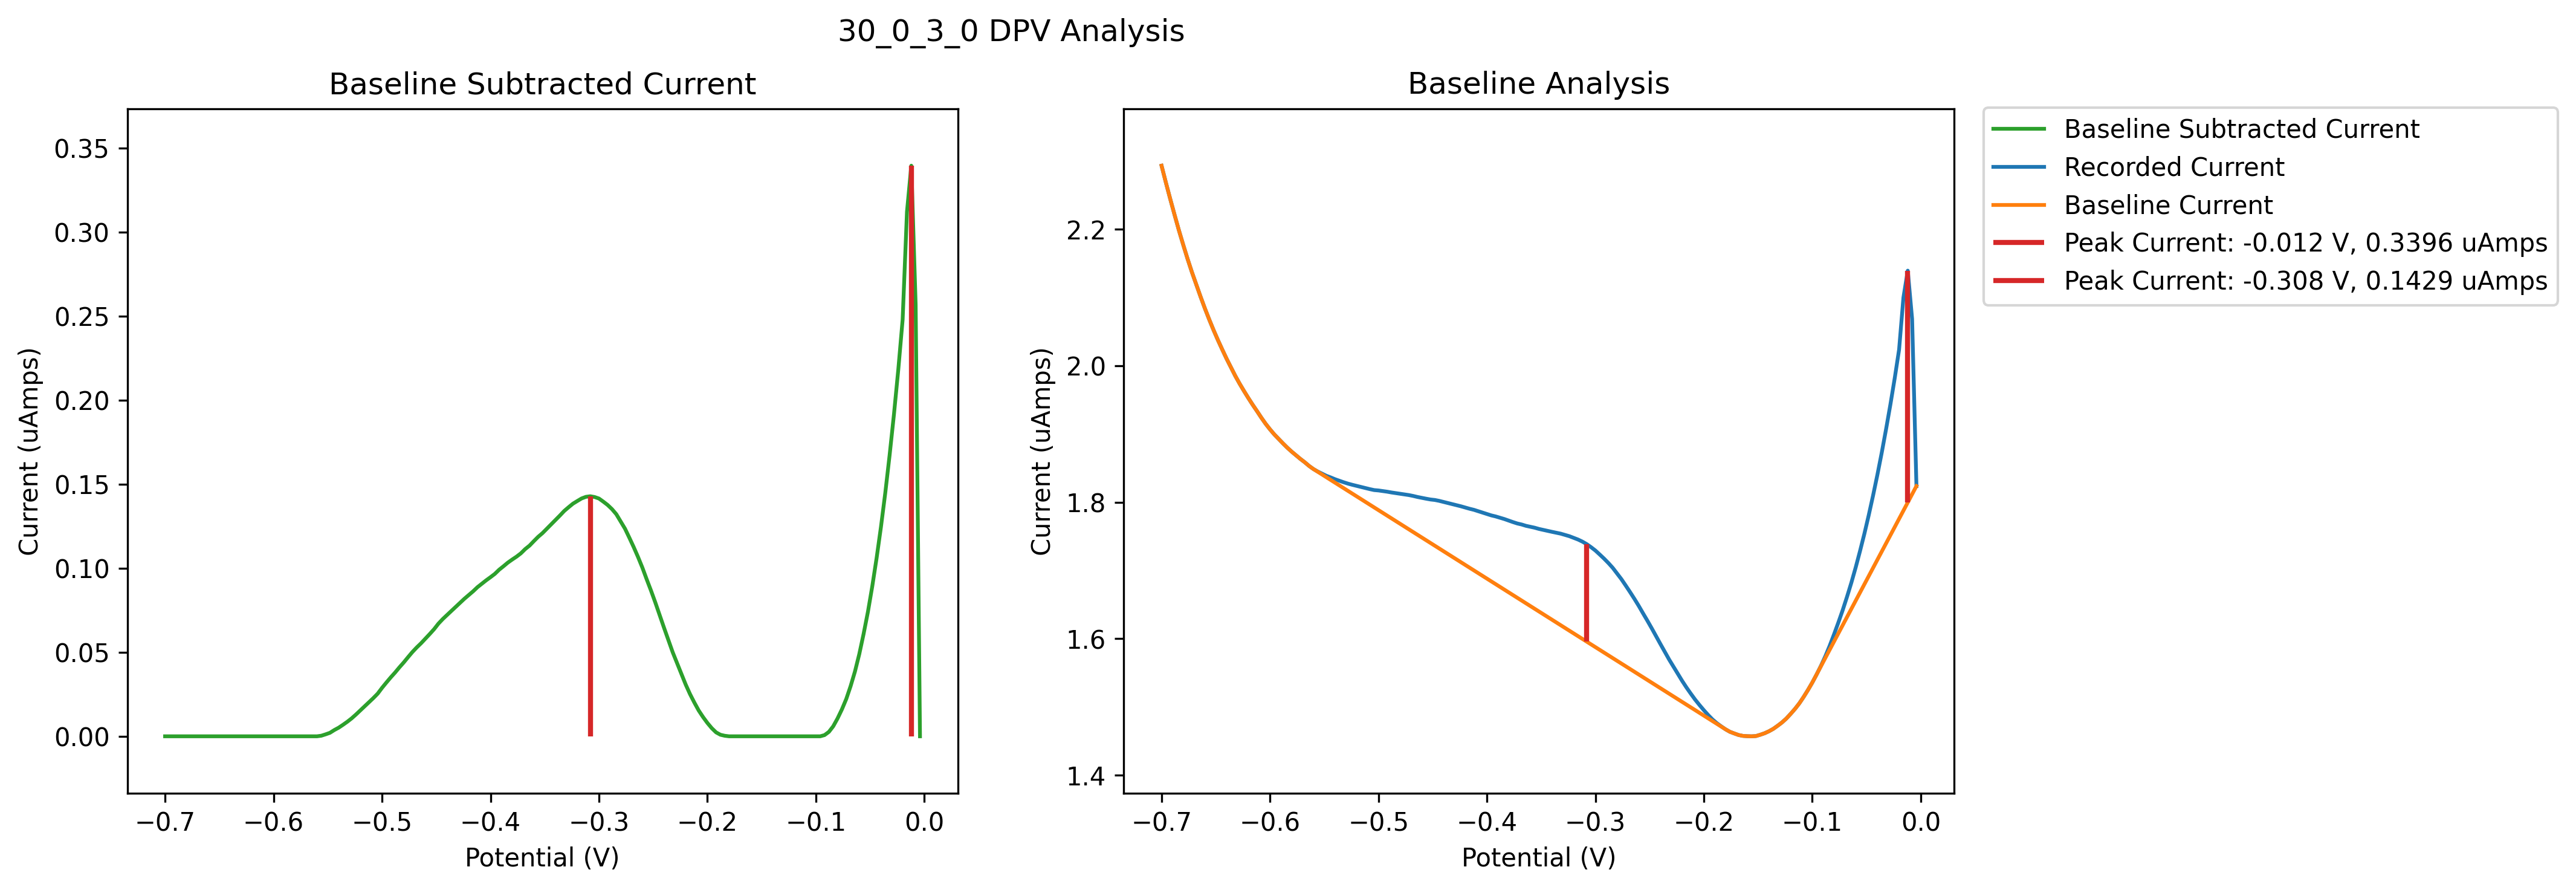 30_0_3_0 DPV Analysis
Baseline Subtracted Current
0.35
0.30
0.25
0.20
0.15
0.10
0.05
0.00
Current (uAmps)
−0.7 −0.6 −0.5 −0.4 −0.3 −0.2 −0.1 0.0
Potential (V)
Baseline Analysis
2.2
2.0
1.8
1.6
1.4
Current (uAmps)
−0.7 −0.6 −0.5 −0.4 −0.3 −0.2 −0.1 0.0
Potential (V)
Baseline Subtracted Current
Recorded Current
Baseline Current
Peak Current: -0.012 V, 0.3396 uAmps
Peak Current: -0.308 V, 0.1429 uAmps